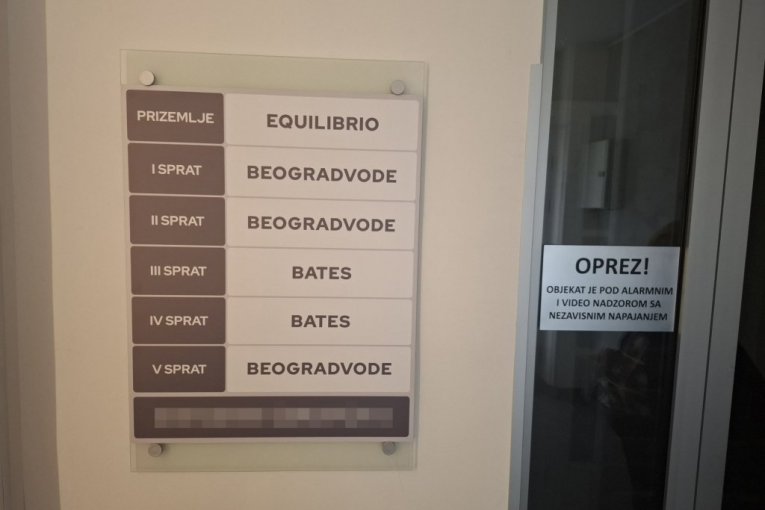 PRIZEMLJE EQUILIBRIO
I SPRAT BEOGRADVODE
II SPRAT BEOGRADVODE
III SPRAT BATES
IV SPRAT BATES
V SPRAT BEOGRADVODE
OPREZ!
OBJEKAT JE POD ALARMNIM
I VIDEO NADZOROM SA
NEZAVISNIM NAPAJANJEM